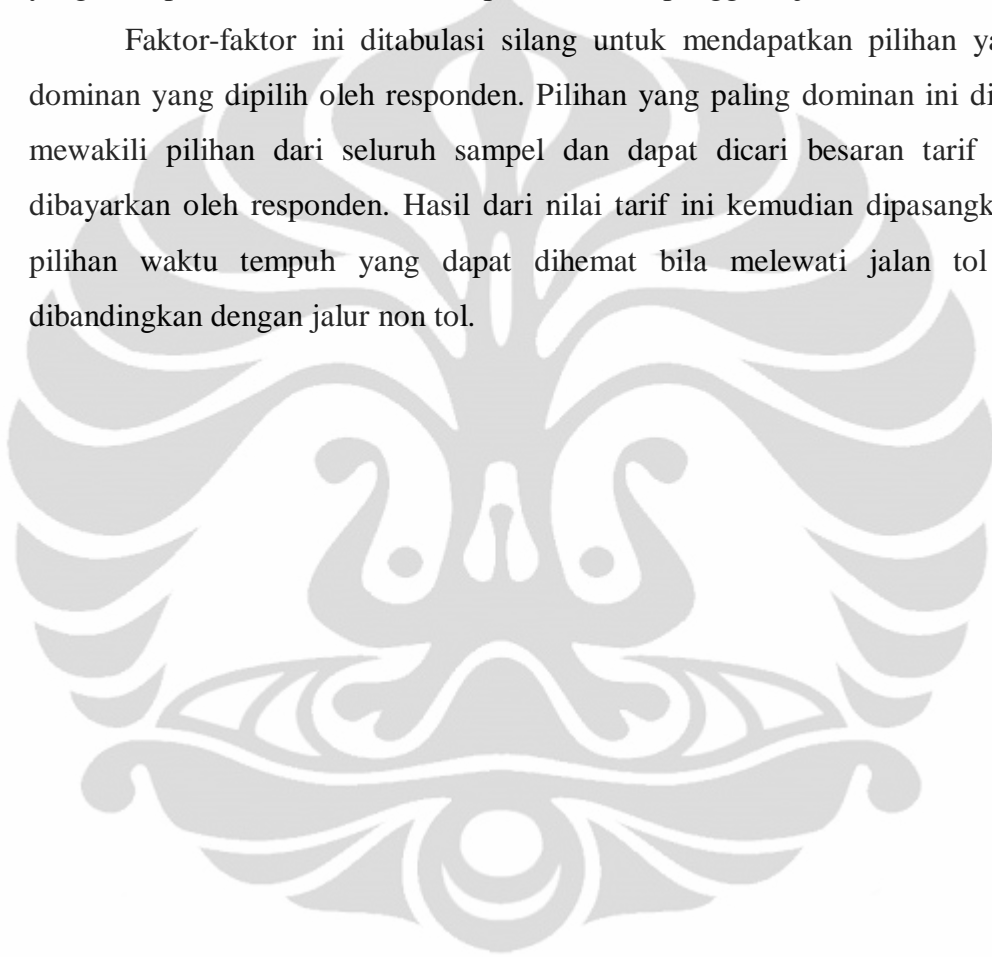 Faktor-faktor ini ditabulasi silang untuk mendapatkan pilihan ya
dominan yang dipilih oleh responden. Pilihan yang paling dominan ini di
mewakili pilihan dari seluruh sampel dan dapat dicari besaran tarif
dibayarkan oleh responden. Hasil dari nilai tarif ini kemudian dipasangk
pilihan waktu tempuh yang dapat dihemat bila melewati jalan tol
dibandingkan dengan jalur non tol.